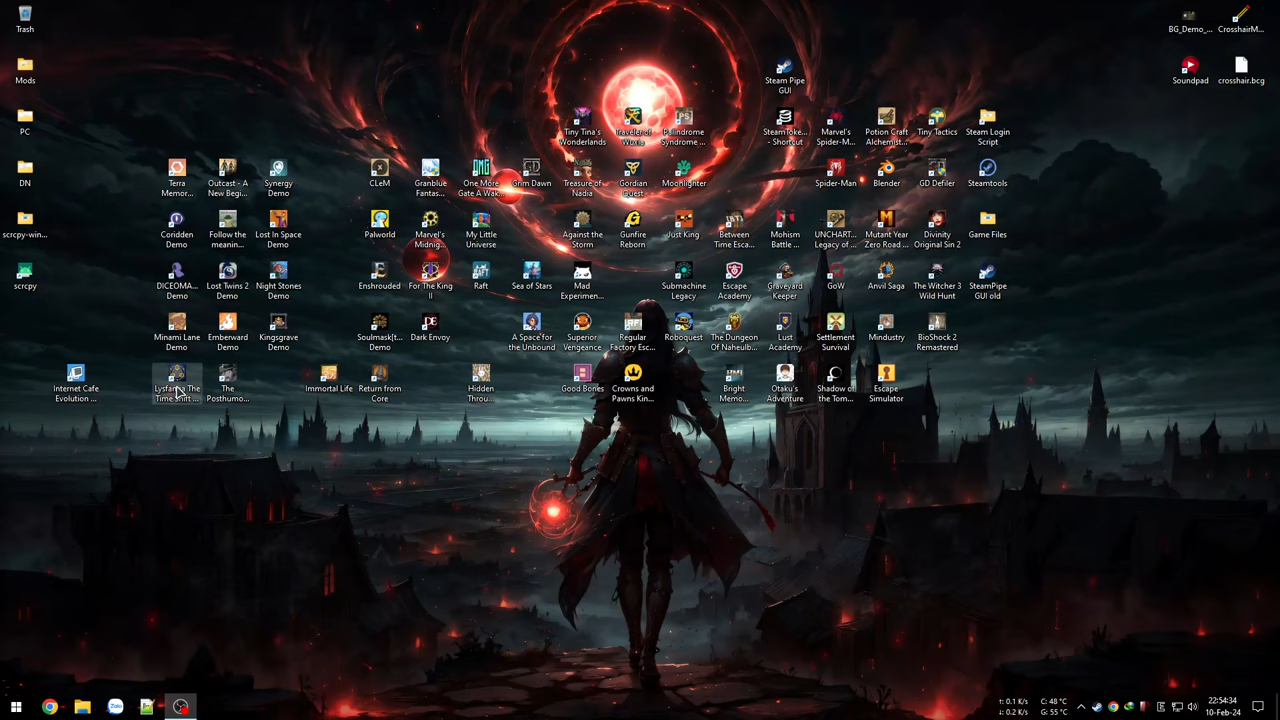 Trash
BG_Demo_...
CrosshairM...
Mods
Steam Pipe
GUI
Soundpad
crosshair.bcg
PC
Tiny Tina's
Wonderlands
Traveler of
Wuxia
Palindrome
Syndrome ...
SteamToke...
- Shortcut
Marvel's
Spider-M...
Potion Craft
Alchemist...
Tiny Tactics
Steam Login
Script
DN
Terra
Memor...
Outcast - A
New Begi...
Synergy
Demo
CLeM
Granblue
Fantas...
One More
Gate A Wak...
Grim Dawn
Treasure of
Nadia
Gordian
Quest
Moonlighter
Spider-Man
Blender
GD Defiler
Steamtools
scrcpy-win...
Coridden
Demo
Follow the
meanin...
Lost In Space
Demo
Palworld
Marvel's
Midnig...
My Little
Universe
Against the
Storm
Gunfire
Reborn
Just King
Between
Time Esca...
Mohism
Battle ...
UNCHART...
Legacy of ...
Mutant Year
Zero Road ...
Divinity
Original Sin 2
Game Files
scrcpy
DICEOMA...
Demo
Lost Twins 2
Demo
Night Stones
Demo
Enshrouded
For The King
II
Raft
Sea of Stars
Mad
Experimen...
Submachine
Legacy
Escape
Academy
Graveyard
Keeper
GoW
Anvil Saga
The Witcher 3
Wild Hunt
SteamPipe
GUI old
Minami Lane
Demo
Emberward
Demo
Kingsgrave
Demo
Soulmask[t...
Demo
Dark Envoy
A Space for
the Unbound
Superior
Vengeance
Regular
Factory Esc...
Roboquest
The Dungeon
Of Naheulb...
Lust
Academy
Settlement
Survival
Mindustry
BioShock 2
Remastered
Internet Cafe
Evolution ...
Lysfanga The
Time Shift...
The
Posthumo...
Immortal Life
Return from
Core
Hidden
Throu...
Good Bones
Crowns and
Pawns Kin...
Bright
Memo...
Otaku's
Adventure
Shadow of
the Tom...
Escape
Simulator
↑: 0.1 K/s
C: 48 °C
22:54:34
↓: 0.2 K/s
G: 55 °C
10-Feb-24